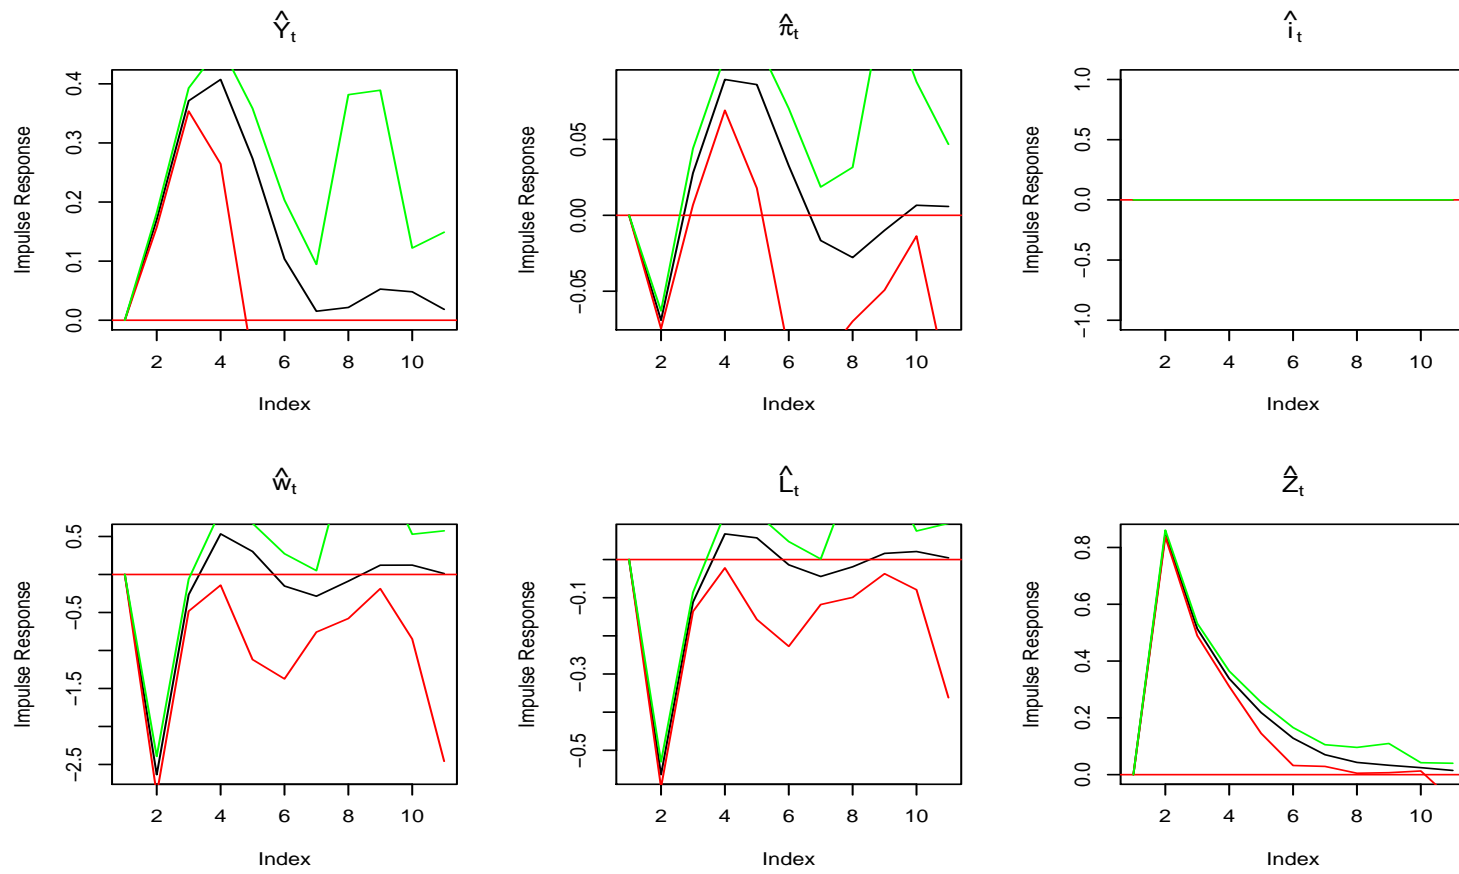 Ŷt
Impulse Response
0.0 0.1 0.2 0.3 0.4
2 4 6 8 10
Index
π̂t
Impulse Response
−0.05 0.00 0.05
2 4 6 8 10
Index
ît
Impulse Response
−1.0 −0.5 0.0 0.5 1.0
2 4 6 8 10
Index
ŵt
Impulse Response
−2.5 −1.5 −0.5 0.5
2 4 6 8 10
Index
L̂t
Impulse Response
−0.5 −0.3 −0.1
2 4 6 8 10
Index
Ẑt
Impulse Response
0.0 0.2 0.4 0.6 0.8
2 4 6 8 10
Index